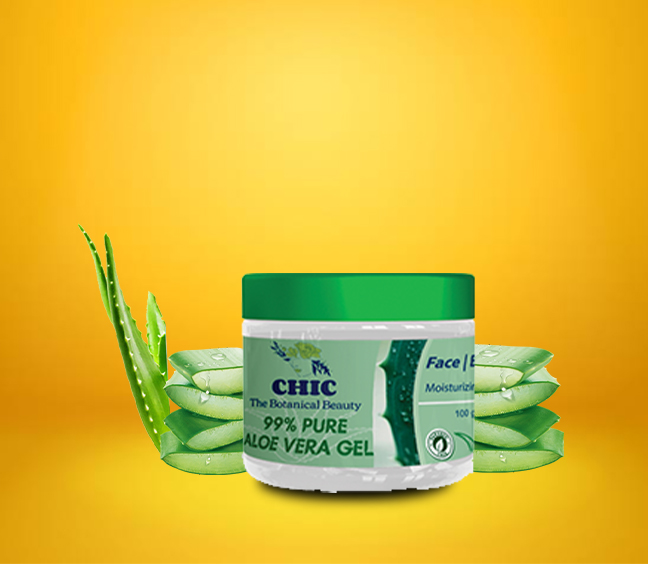 CHIC
The Botanical Beauty
99% PURE
ALOE VERA GEL
Face |
Moisturizin
100 g